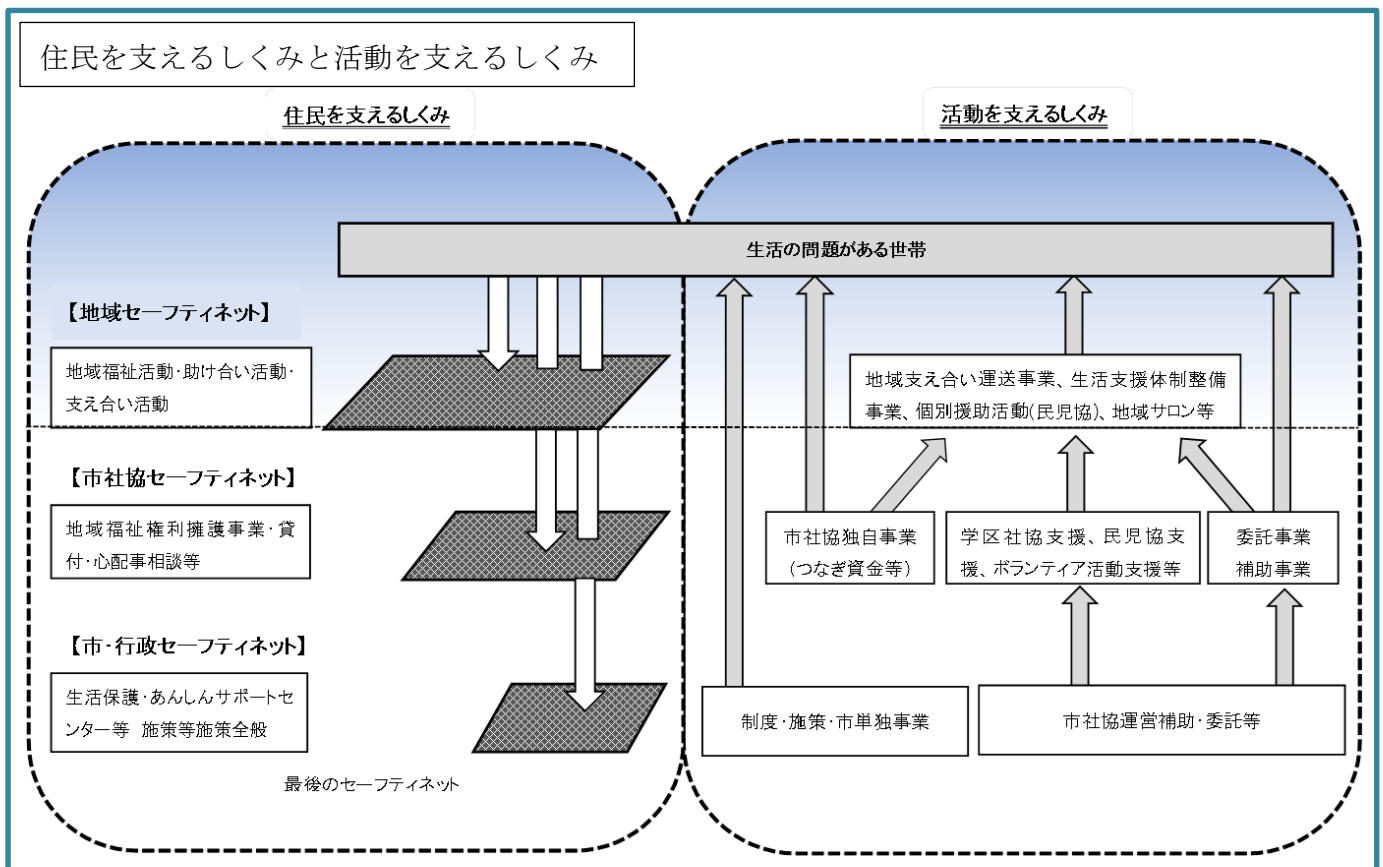 住民を支えるしくみと活動を支えるしくみ
住民を支えるしくみ
活動を支えるしくみ
生活の問題がある世帯
【地域セーフティネット】
地域福祉活動・助け合い活動・
支え合い活動
【市社協セーフティネット】
地域福祉権利擁護事業・貸
付・心配事相談等
【市・行政セーフティネット】
生活保護・あんしんサポートセ
ンター等 施策等施策全般
最後のセーフティネット
地域支え合い運送事業、生活支援体制整備
事業、個別援助活動(民児協)、地域サロン等
市社協独自事業
(つなぎ資金等)
学区社協支援、民児協支
援、ボランティア活動支援等
委託事業
補助事業
制度・施策・市単独事業
市社協運営補助・委託等